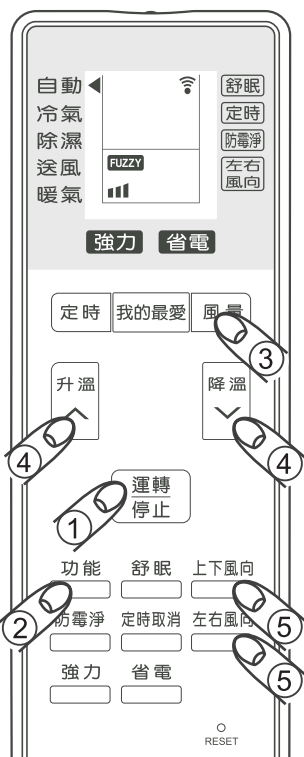 自動 舒眠
冷氣 定時
除濕 防霉淨
送風 FUZZY 左右風向
暖氣
強力 省電
定時 我的最愛 風量
③
升溫 降溫
④ ④
運轉
停止
①
功能 舒眠 上下風向
② ⑤
防霉淨 定時取消 左右風向
⑤
強力 省電
RESET